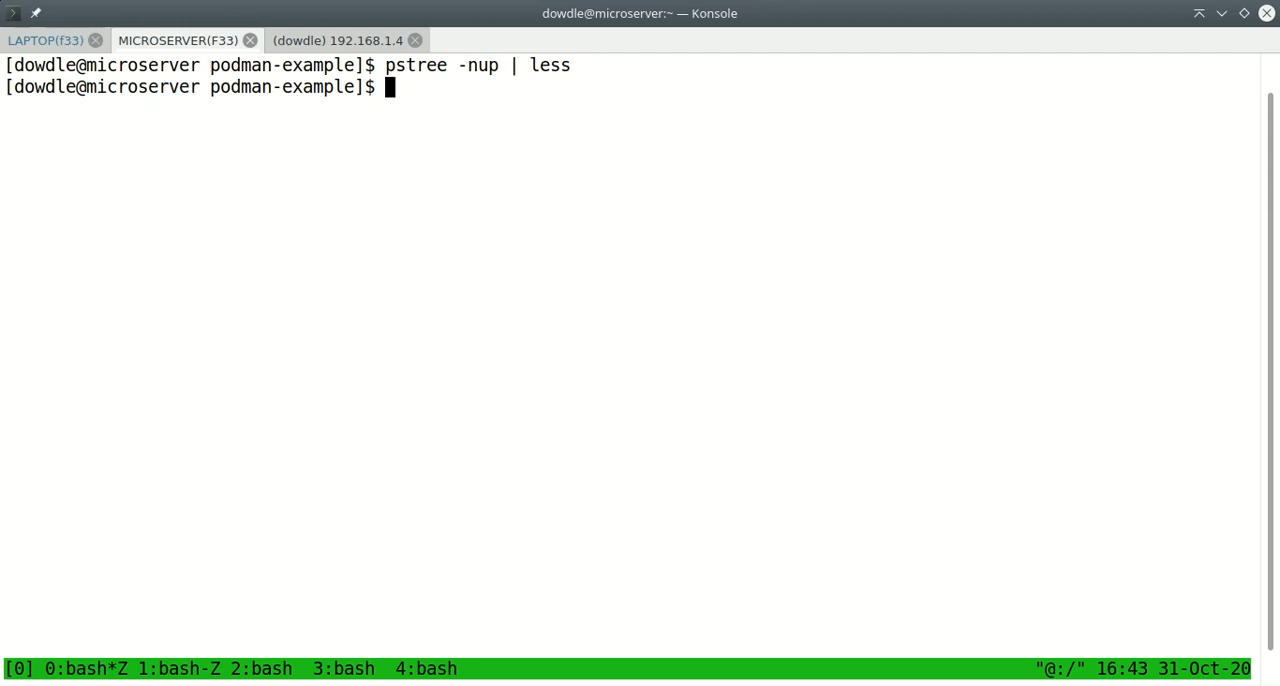 dowdle@microserver:~ — Konsole
LAPTOP(f33) MICROSERVER(F33) (dowdle) 192.168.1.4
[dowdle@microserver podman-example]$ pstree -nup | less
[dowdle@microserver podman-example]$
[0] 0:bash*Z 1:bash-Z 2:bash  3:bash  4:bash "@:/" 16:43 31-Oct-20